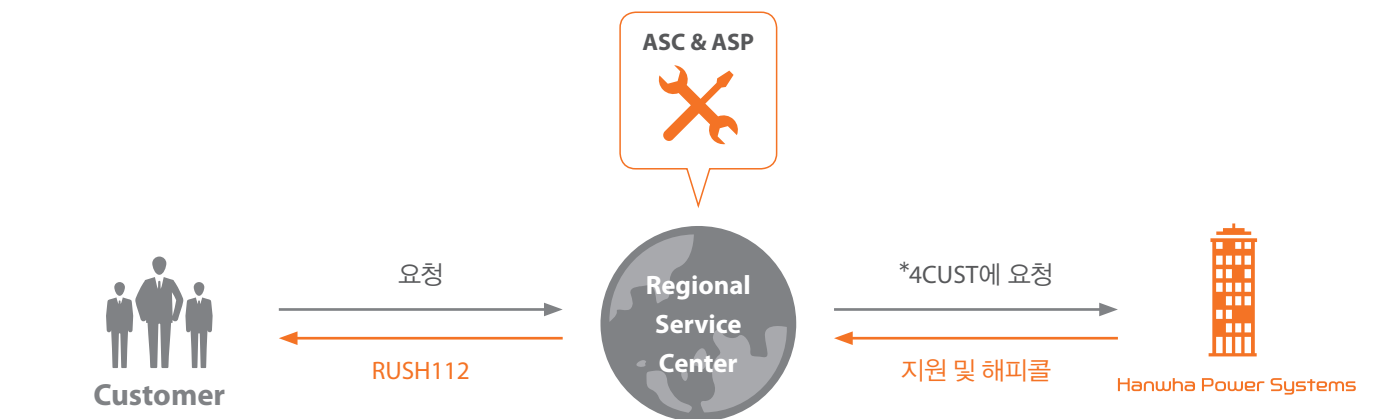 ASC & ASP
요청
RUSH112
Customer
Regional
Service
Center
*4CUST에 요청
지원 및 해피콜
Hanwha Power Systems